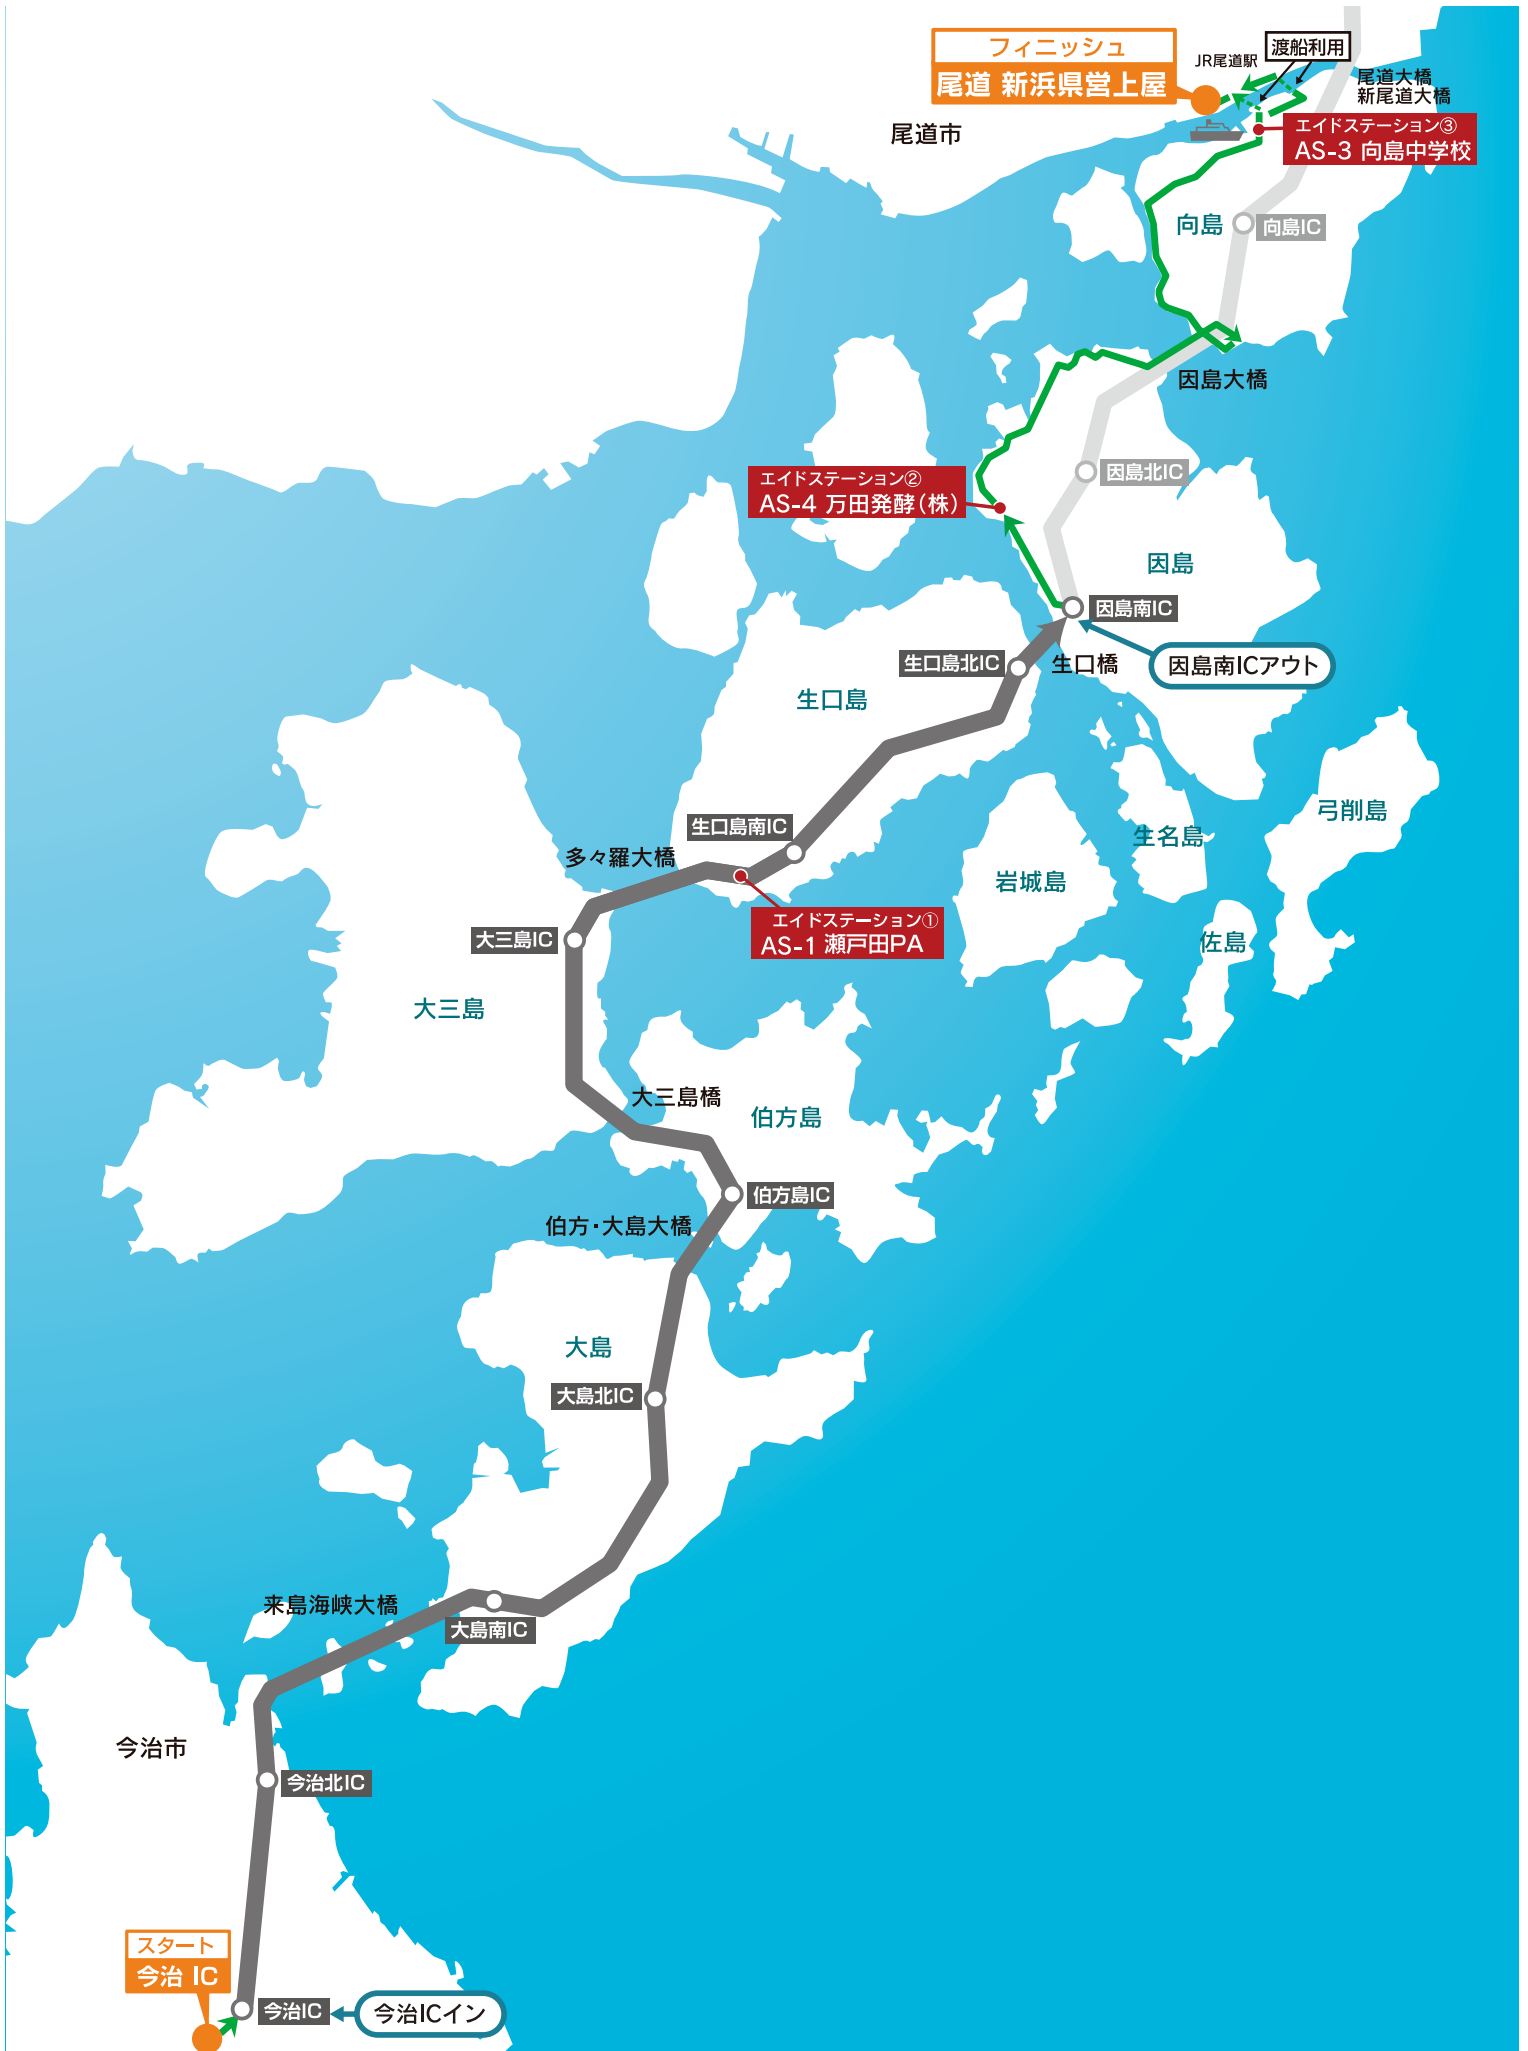 フィニッシュ
尾道 新浜県営上屋
JR尾道駅
渡船利用
尾道大橋
新尾道大橋
尾道市
エイドステーション③
AS-3 向島中学校
向島
向島IC
因島大橋
因島北IC
エイドステーション②
AS-4 万田発酵(株)
因島
因島南IC
生口島北IC
生口橋
因島南ICアウト
生口島
弓削島
生口島南IC
生名島
多々羅大橋
岩城島
エイドステーション①
AS-1 瀬戸田PA
大三島IC
佐島
大三島
大三島橋
伯方島
伯方島IC
伯方・大島大橋
大島
大島北IC
来島海峡大橋
大島南IC
今治市
今治北IC
スタート
今治 IC
今治IC
今治ICイン